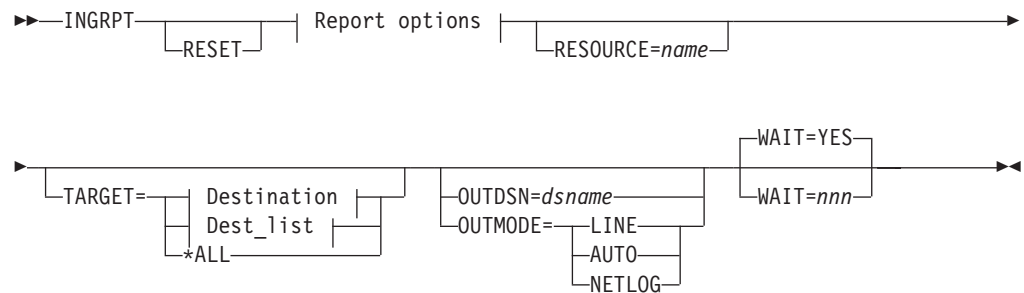 INGRPT RESET Report options RESOURCE=name
TARGET= Destination Dest_list *ALL OUTDSN=dsname OUTMODE= LINE AUTO NETLOG WAIT=YES WAIT=nnn